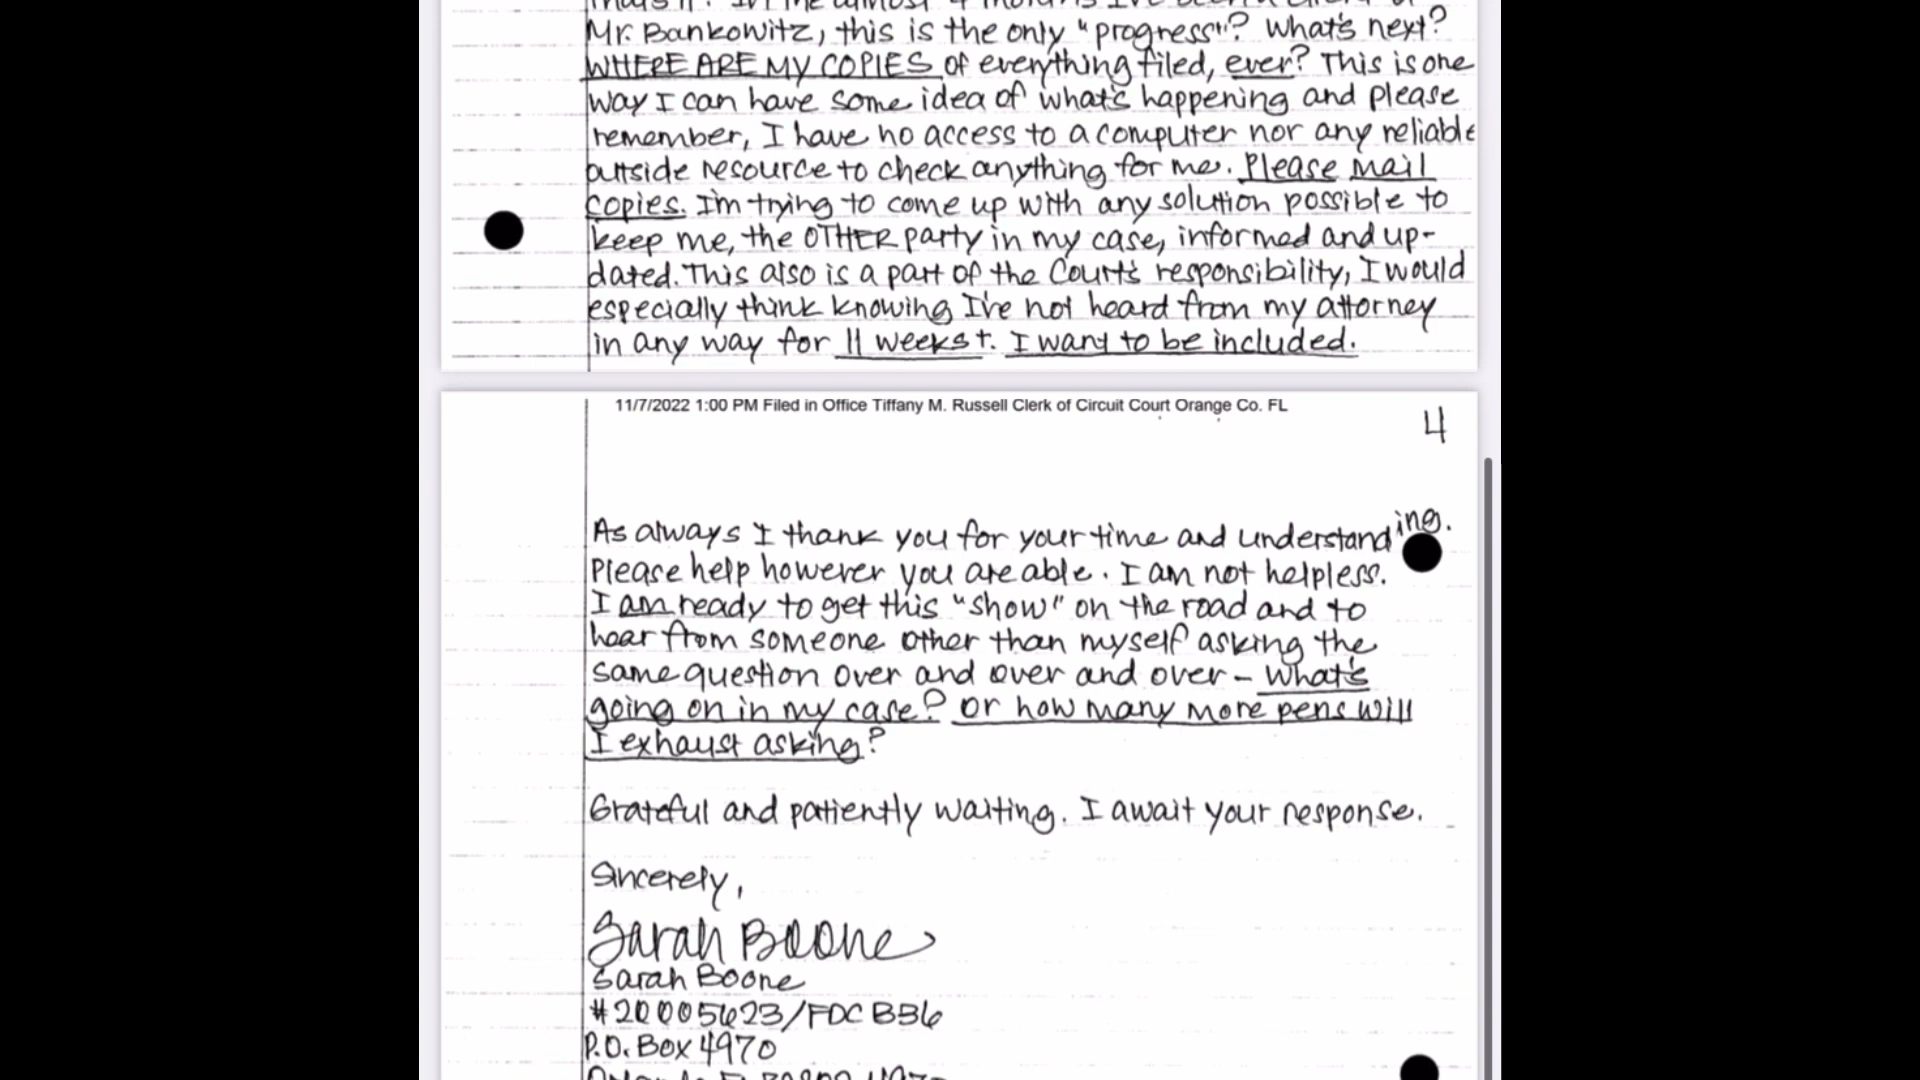 Mr. Bankowitz, this is the only "progress"? What's next?
WHERE ARE MY COPIES of everything filed, ever? This is one
way I can have some idea of what's happening and please
remember, I have no access to a computer nor any reliable
outside resource to check anything for me. Please mail
copies. I'm trying to come up with any solution possible to
keep me, the OTHER party in my case, informed and up-
dated. This also is a part of the Court's responsibility, I would
especially think knowing I've not heard from my attorney
in any way for 11 weeks+. I want to be included.
11/7/2022 1:00 PM Filed in Office Tiffany M. Russell Clerk of Circuit Court Orange Co. FL
4
As always I thank you for your time and understanding.
Please help however you are able. I am not helpless.
I am ready to get this "show" on the road and to
hear from someone other than myself asking the
same question over and over and over - What's
going on in my case? Or how many more pens will
I exhaust asking?
Grateful and patiently waiting. I await your response.
Sincerely,
Sarah Boone
Sarah Boone
#20005623/FDC B36
P.O. Box 4970